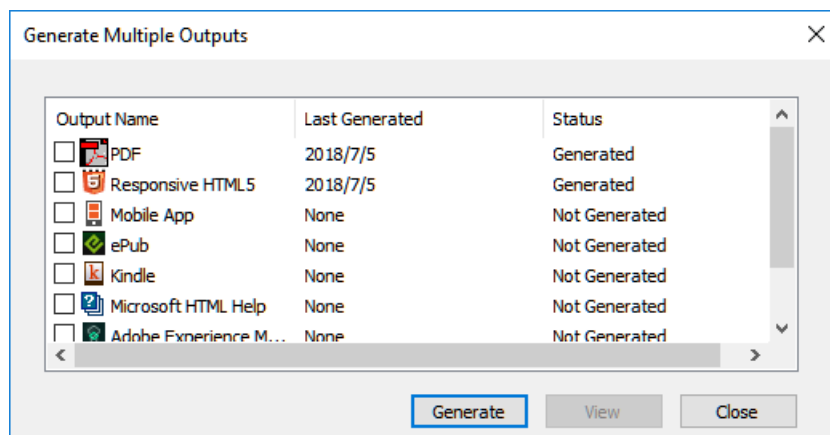 Generate Multiple Outputs
Output Name Last Generated Status
PDF 2018/7/5 Generated
Responsive HTML5 2018/7/5 Generated
Mobile App None Not Generated
ePub None Not Generated
Kindle None Not Generated
Microsoft HTML Help None Not Generated
Adobe Experience M... None Not Generated
Generate View Close